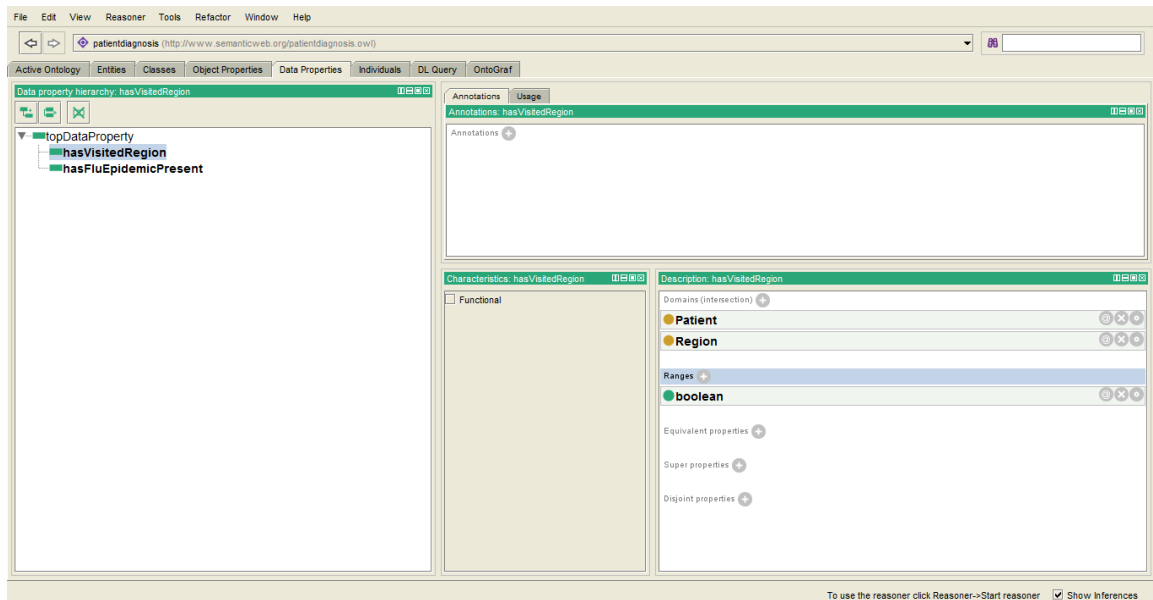 File Edit View Reasoner Tools Refactor Window Help
patientdiagnosis (http://www.semanticweb.org/patientdiagnosis.owl)
Active Ontology Entities Classes Object Properties Data Properties Individuals DL Query OntoGraf
Data property hierarchy: hasVisitedRegion
topDataProperty
hasVisitedRegion
hasFluEpidemicPresent
Annotations Usage
Annotations: hasVisitedRegion
Annotations
Characteristics: hasVisitedRegion
Functional
Description: hasVisitedRegion
Domains (intersection)
Patient
Region
Ranges
boolean
Equivalent properties
Super properties
Disjoint properties
To use the reasoner click Reasoner->Start reasoner Show Inferences